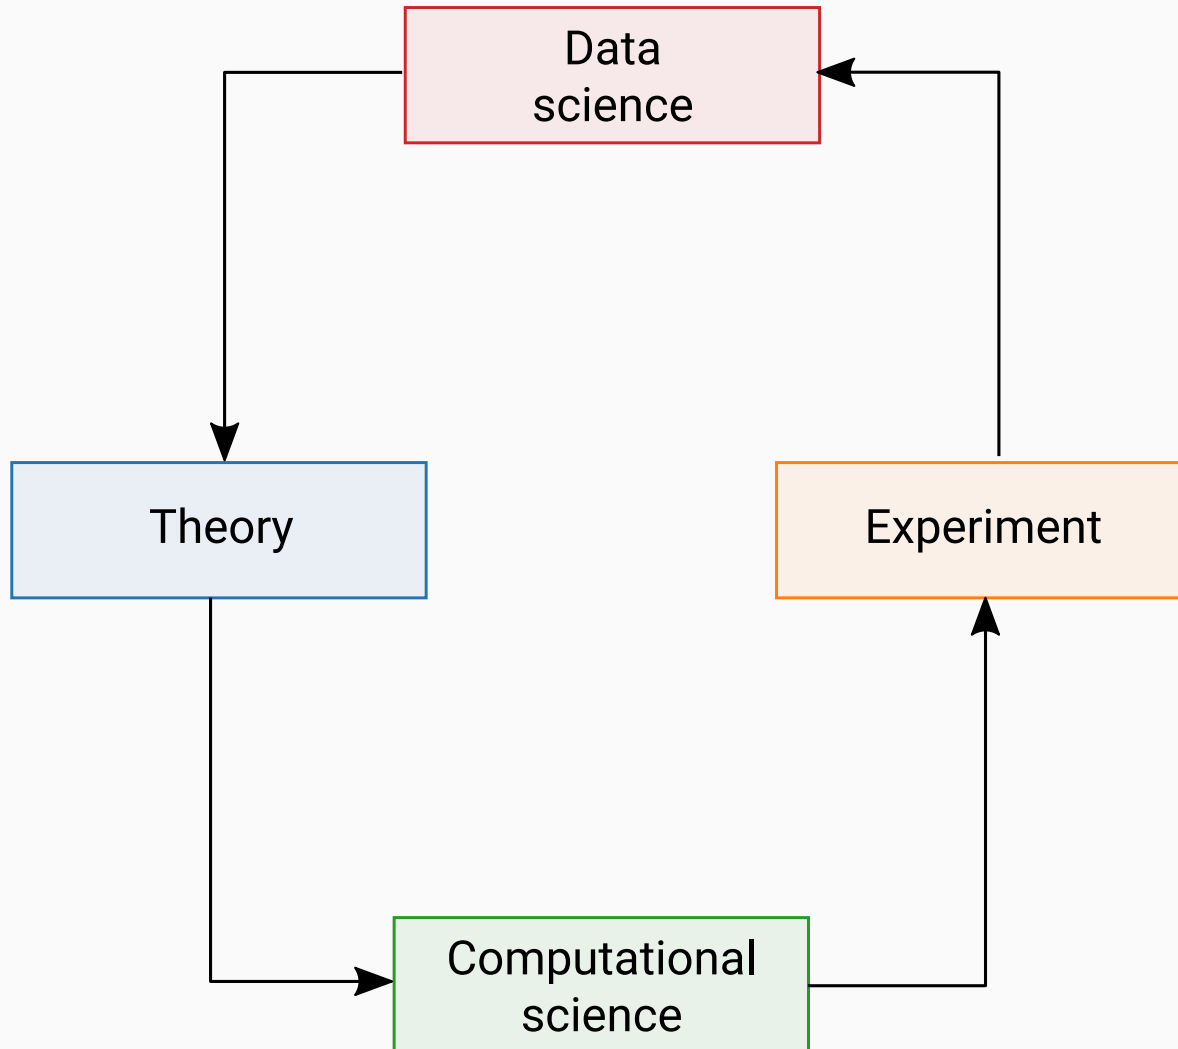 Data
science
Theory
Experiment
Computational
science